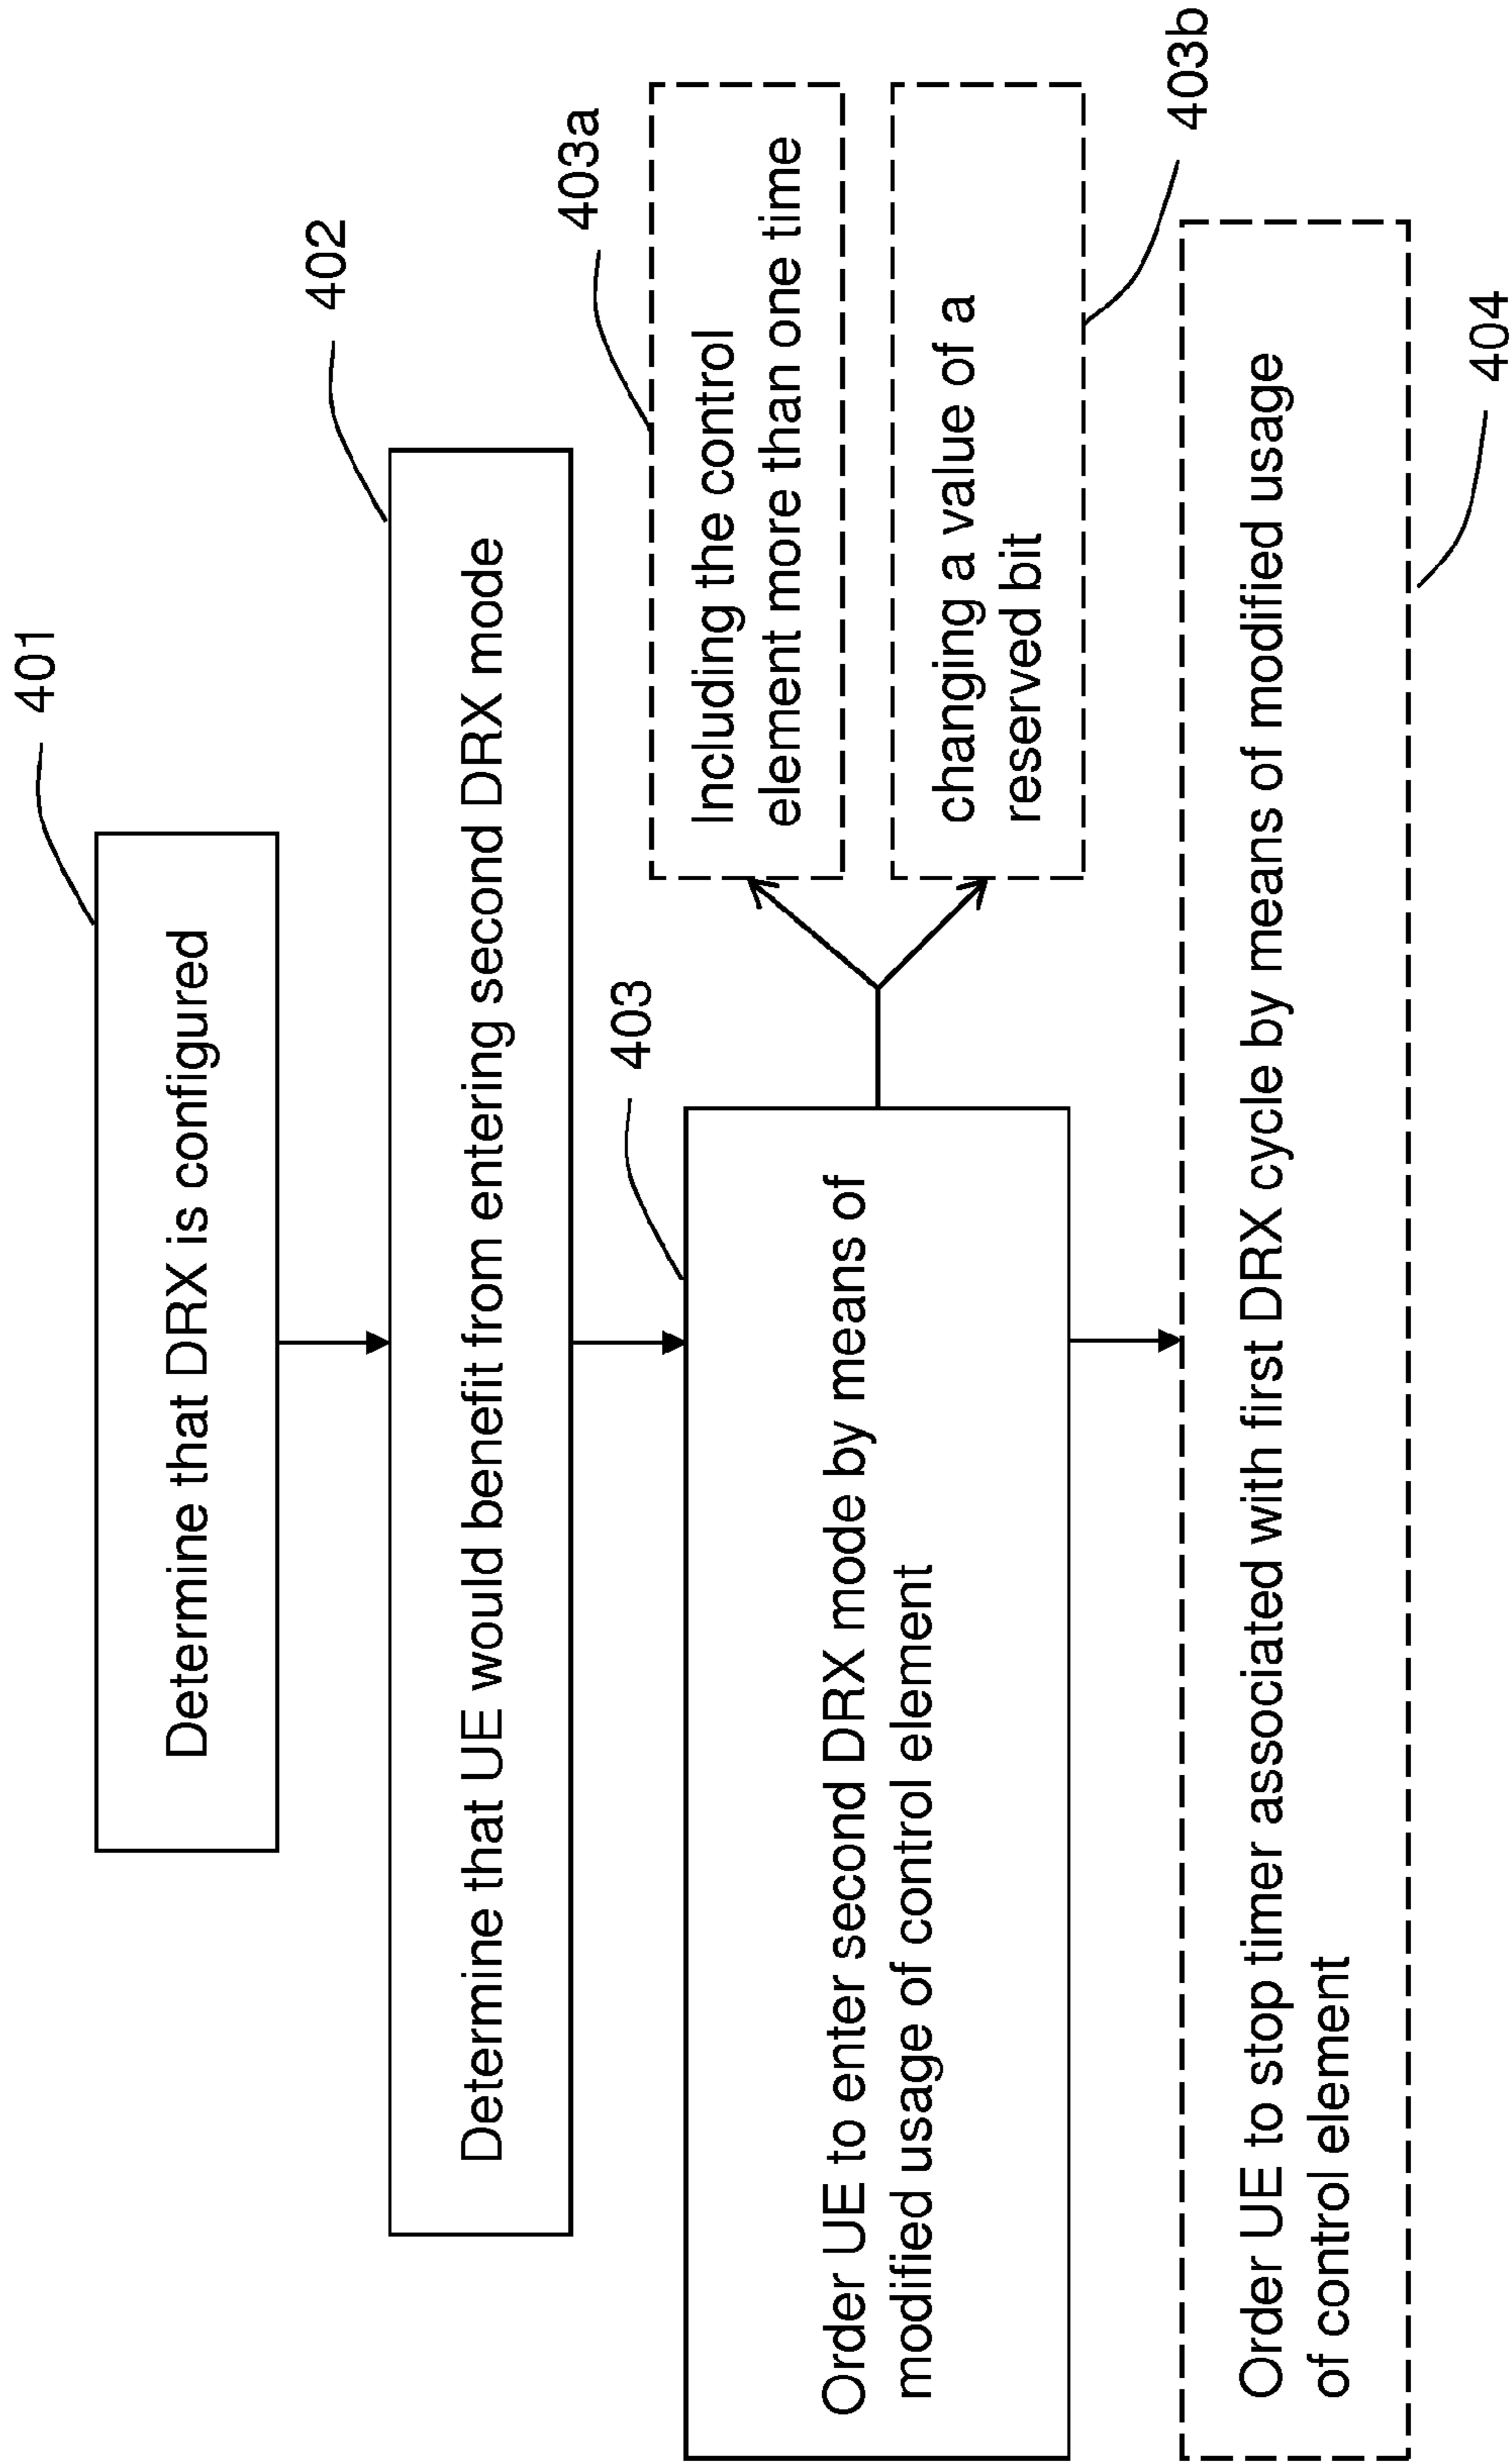 401
Determine that DRX is configured
402
Determine that UE would benefit from entering second DRX mode
403
Order UE to enter second DRX mode by means of
modified usage of control element
403a
Including the control
element more than one time
changing a value of a
reserved bit
403b
Order UE to stop timer associated with first DRX cycle by means of modified usage
of control element
404